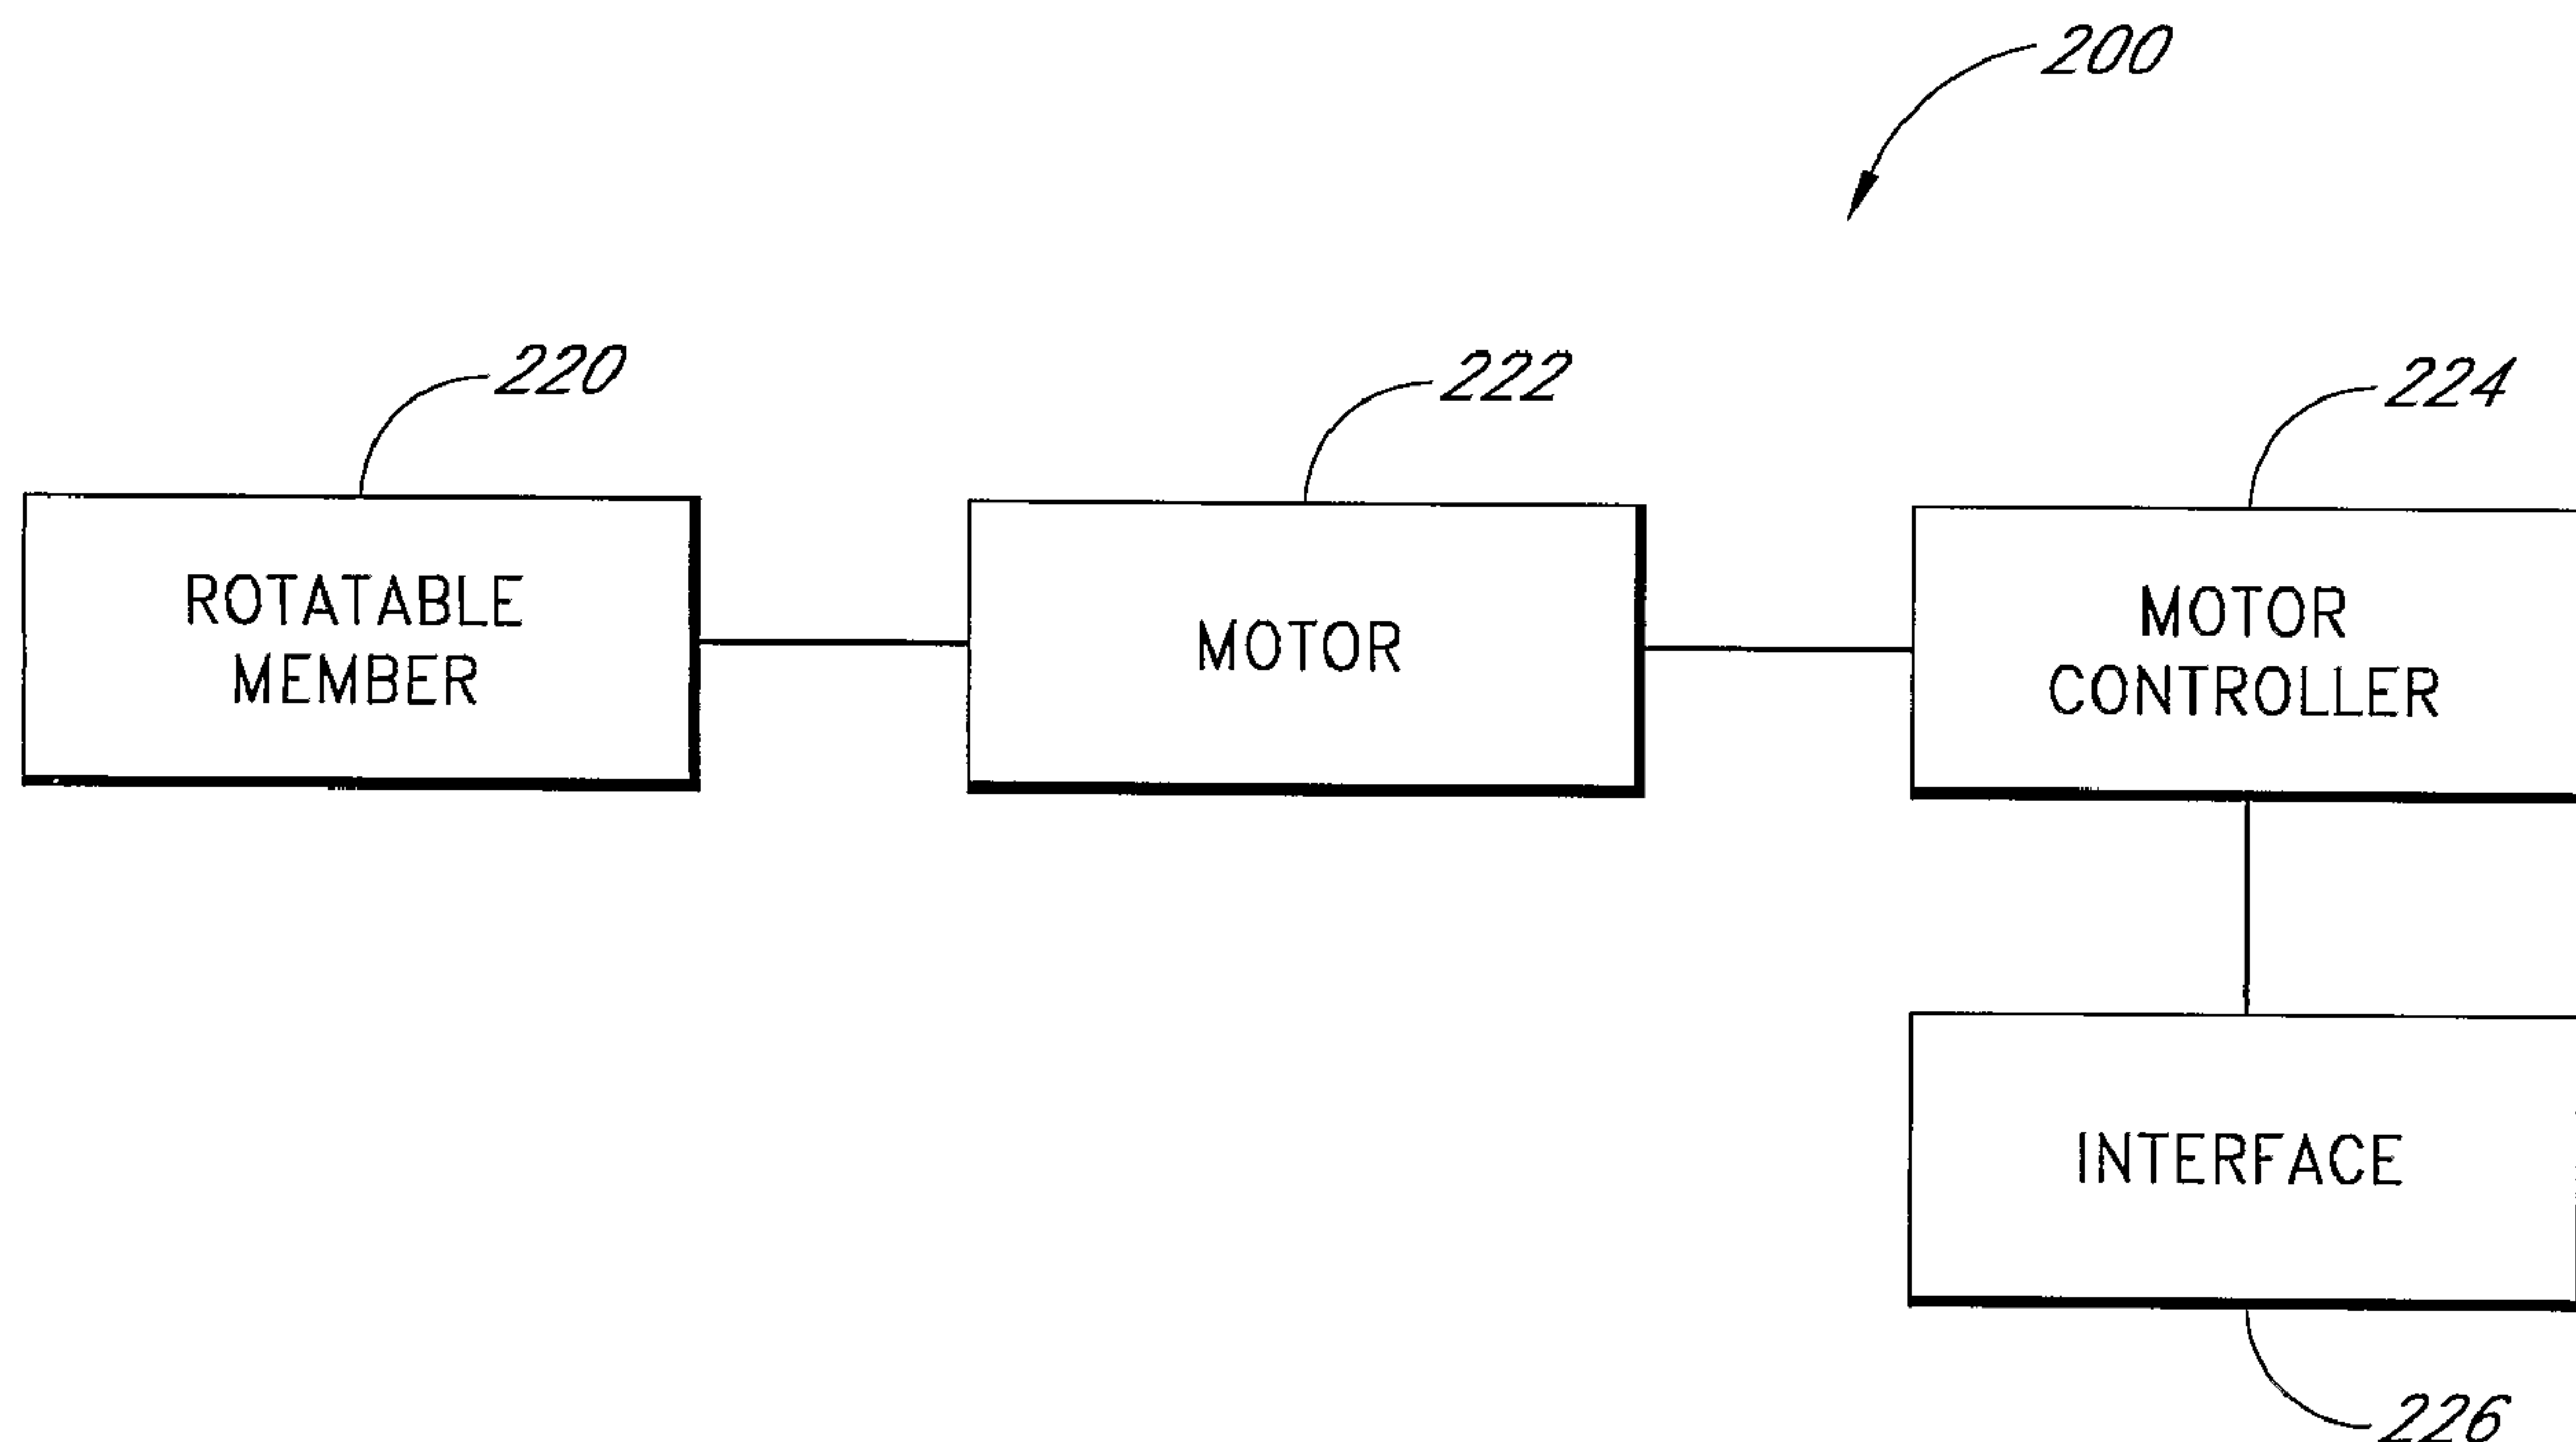 200
220
222
224
ROTATABLE
MEMBER
MOTOR
MOTOR
CONTROLLER
INTERFACE
226